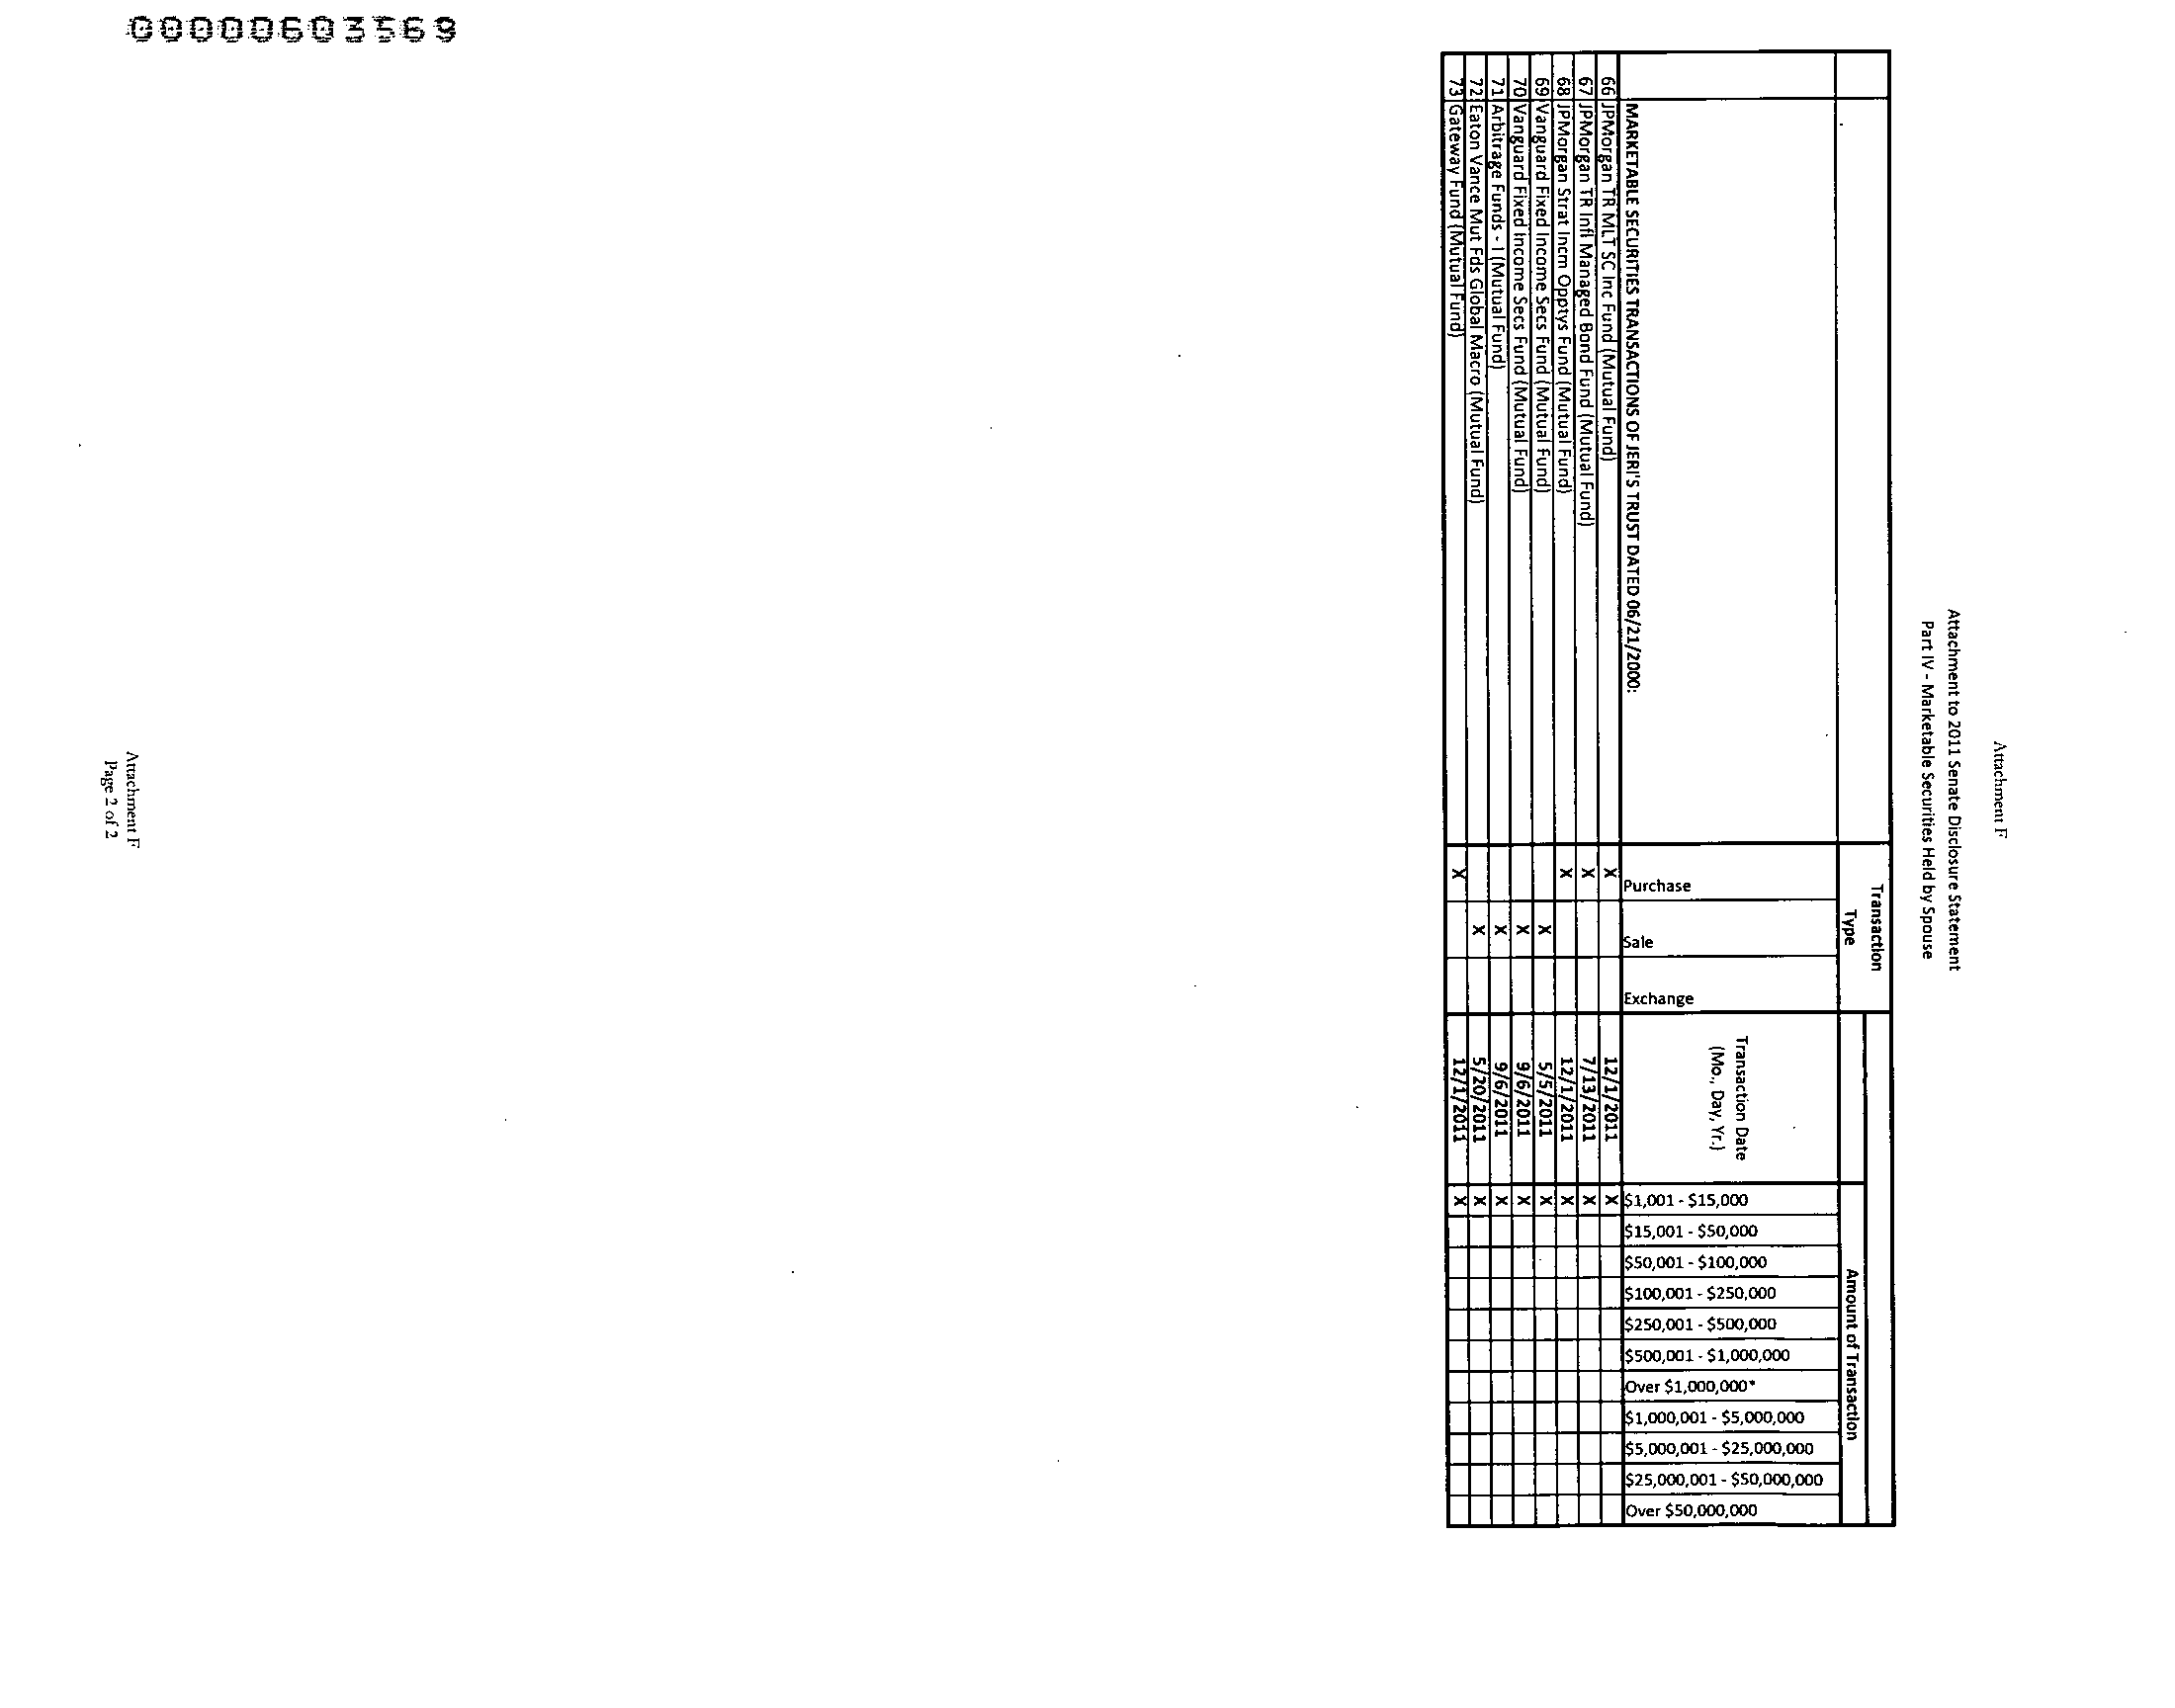 00000603569
Attachment F
Attachment to 2011 Senate Disclosure Statement
Part IV - Marketable Securities Held by Spouse
Transaction Type
Amount of Transaction
Purchase
Sale
Exchange
Transaction Date (Mo., Day, Yr.)
$1,001 - $15,000
$15,001 - $50,000
$50,001 - $100,000
$100,001 - $250,000
$250,001 - $500,000
$500,001 - $1,000,000
Over $1,000,000*
$1,000,001 - $5,000,000
$5,000,001 - $25,000,000
$25,000,001 - $50,000,000
Over $50,000,000
MARKETABLE SECURITIES TRANSACTIONS OF JERI'S TRUST DATED 06/21/2000:
66 JPMorgan TR MLT SC Inc Fund (Mutual Fund) X 12/1/2011 X
67 JPMorgan TR Infl Managed Bond Fund (Mutual Fund) X 7/13/2011 X
68 JPMorgan Strat Incm Opptys Fund (Mutual Fund) X 12/1/2011 X
69 Vanguard Fixed Income Secs Fund (Mutual Fund) X 5/5/2011 X
70 Vanguard Fixed Income Secs Fund (Mutual Fund) X 9/6/2011 X
71 Arbitrage Funds - I (Mutual Fund) X 9/6/2011 X
72 Eaton Vance Mut Fds Global Macro (Mutual Fund) X 5/20/2011 X
73 Gateway Fund (Mutual Fund) X 12/1/2011 X
Attachment F
Page 2 of 2